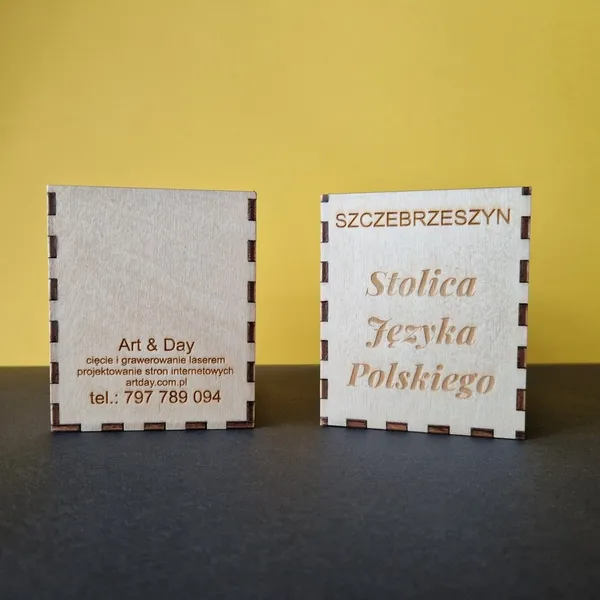 Art & Day
cięcie i grawerowanie laserem
projektowanie stron internetowych
artday.com.pl
tel.: 797 789 094
SZCZEBRZESZYN
Stolica
Języka
Polskiego